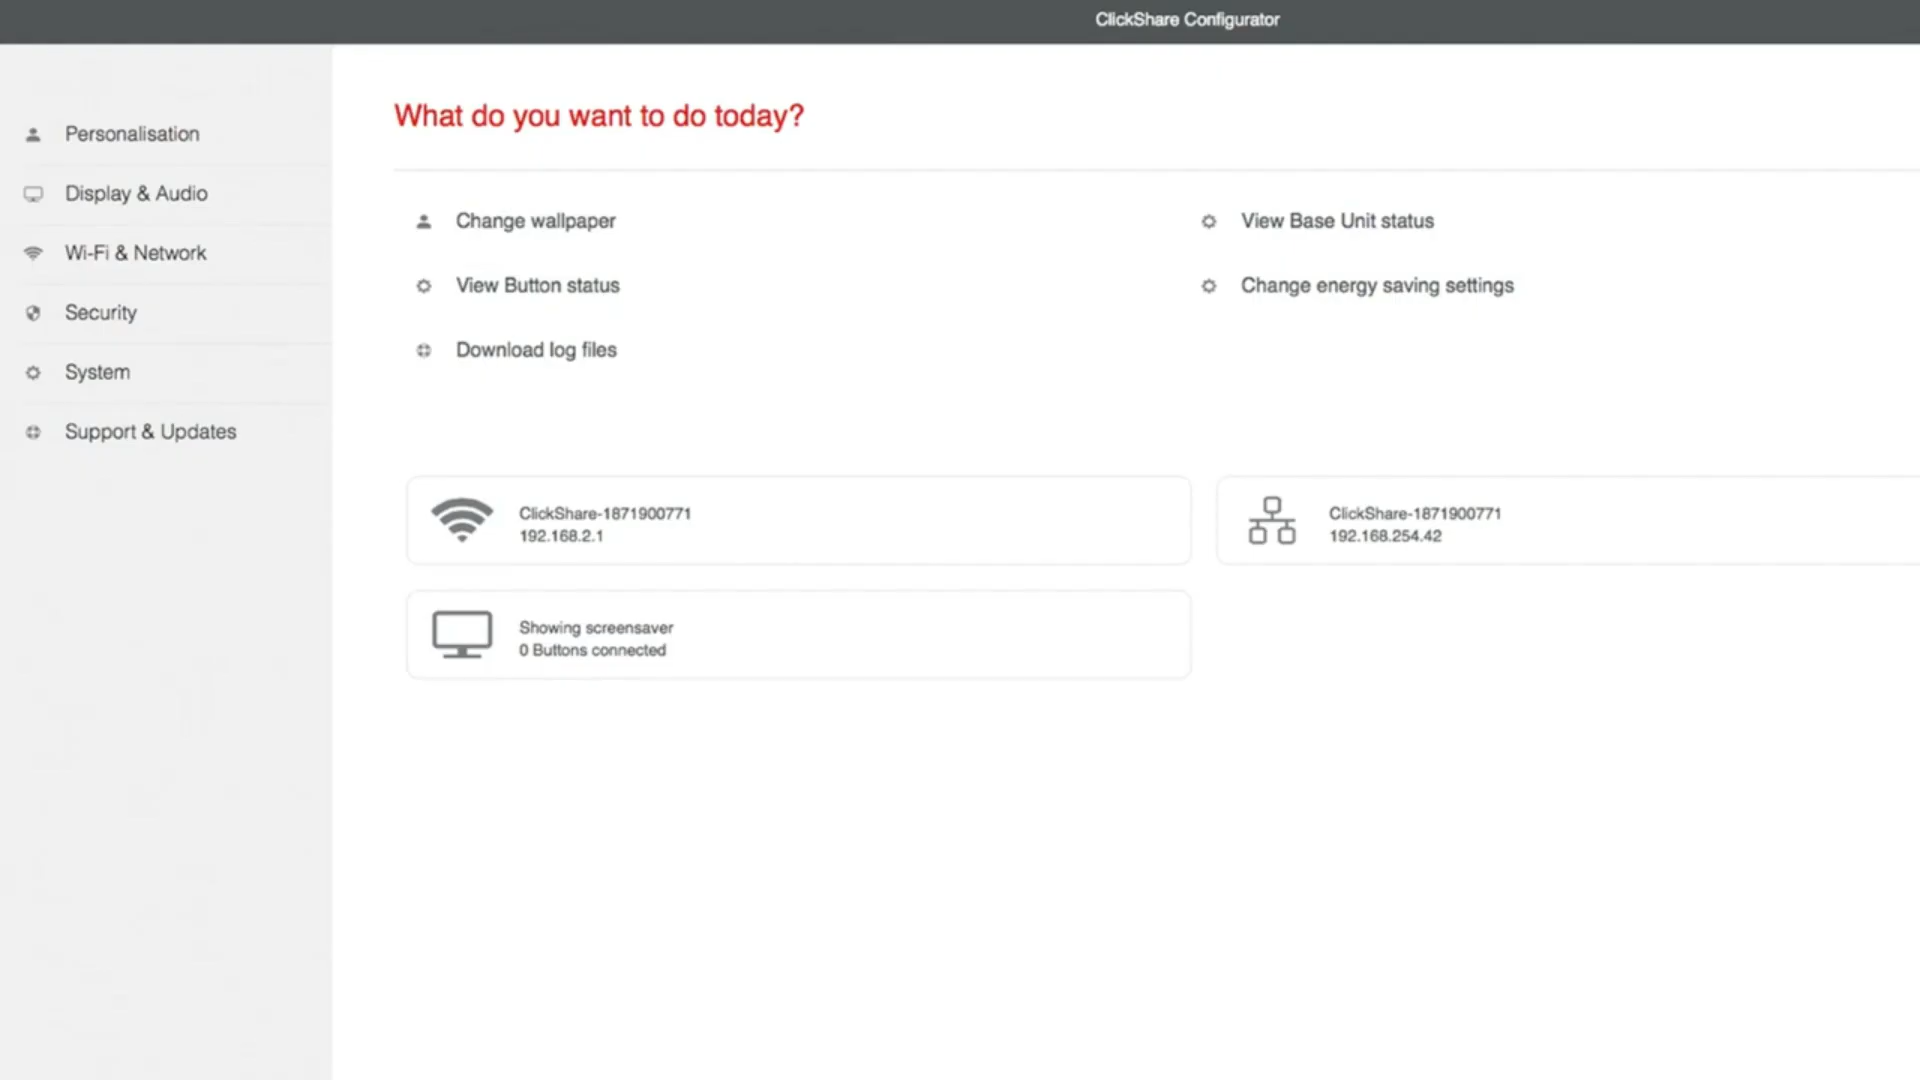 ClickShare Configurator
Personalisation
Display & Audio
Wi-Fi & Network
Security
System
Support & Updates
What do you want to do today?
Change wallpaper
View Base Unit status
View Button status
Change energy saving settings
Download log files
ClickShare-1871900771
192.168.2.1
ClickShare-1871900771
192.168.254.42
Showing screensaver
0 Buttons connected